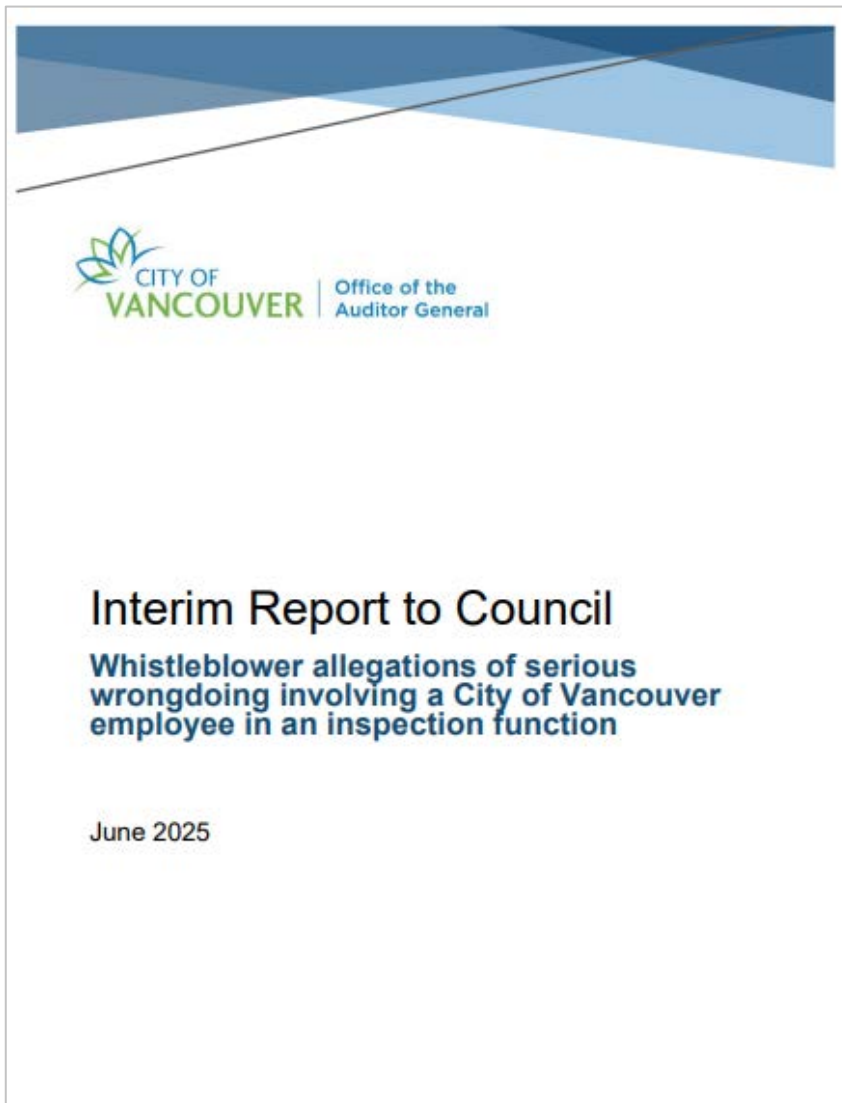 CITY OF
VANCOUVER
Office of the
Auditor General
Interim Report to Council
Whistleblower allegations of serious
wrongdoing involving a City of Vancouver
employee in an inspection function
June 2025